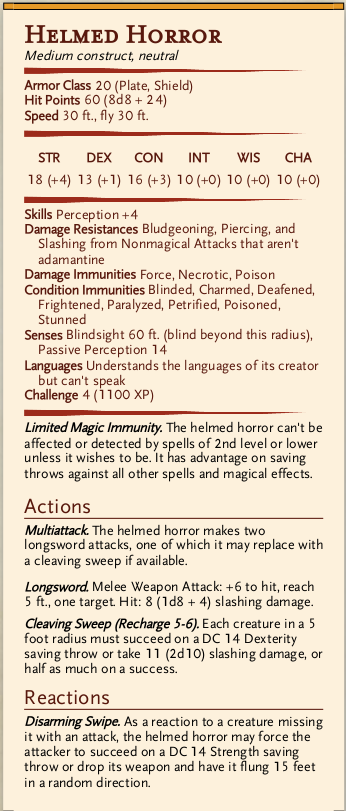 Helmed Horror
Medium construct, neutral
Armor Class 20 (Plate, Shield)
Hit Points 60 (8d8 + 24)
Speed 30 ft., fly 30 ft.
STR DEX CON INT WIS CHA
18 (+4) 13 (+1) 16 (+3) 10 (+0) 10 (+0) 10 (+0)
Skills Perception +4
Damage Resistances Bludgeoning, Piercing, and
Slashing from Nonmagical Attacks that aren't
adamantine
Damage Immunities Force, Necrotic, Poison
Condition Immunities Blinded, Charmed, Deafened,
Frightened, Paralyzed, Petrified, Poisoned,
Stunned
Senses Blindsight 60 ft. (blind beyond this radius),
Passive Perception 14
Languages Understands the languages of its creator
but can't speak
Challenge 4 (1100 XP)
Limited Magic Immunity. The helmed horror can't be
affected or detected by spells of 2nd level or lower
unless it wishes to be. It has advantage on saving
throws against all other spells and magical effects.
Actions
Multiattack. The helmed horror makes two
longsword attacks, one of which it may replace with
a cleaving sweep if available.
Longsword. Melee Weapon Attack: +6 to hit, reach
5 ft., one target. Hit: 8 (1d8 + 4) slashing damage.
Cleaving Sweep (Recharge 5-6). Each creature in a 5
foot radius must succeed on a DC 14 Dexterity
saving throw or take 11 (2d10) slashing damage, or
half as much on a success.
Reactions
Disarming Swipe. As a reaction to a creature missing
it with an attack, the helmed horror may force the
attacker to succeed on a DC 14 Strength saving
throw or drop its weapon and have it flung 15 feet
in a random direction.